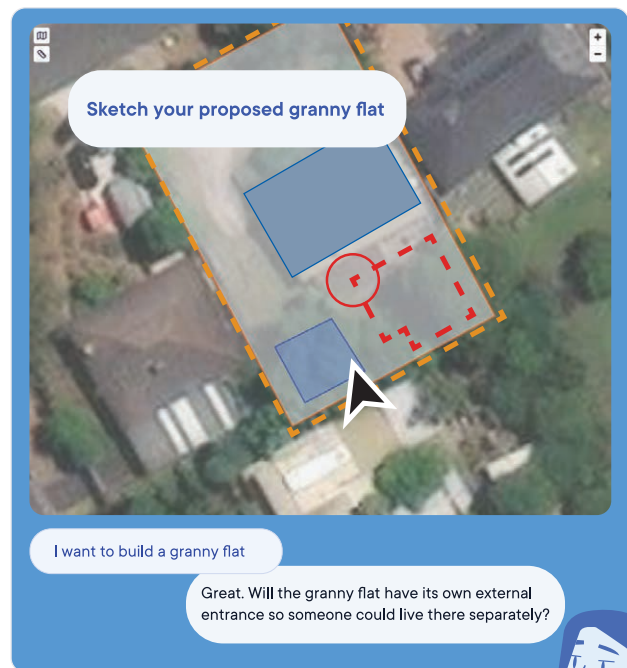 +
−
Sketch your proposed granny flat
I want to build a granny flat
Great. Will the granny flat have its own external
entrance so someone could live there separately?